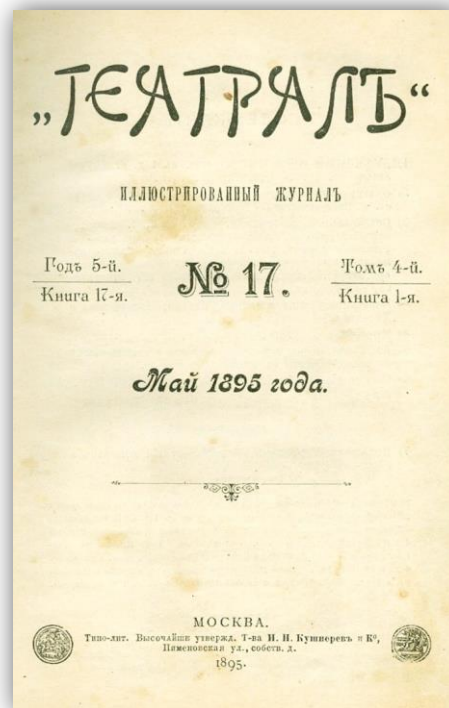 „ТЕАТРАЛЪ“
ИЛЛЮСТРИРОВАННЫЙ ЖУРНАЛЪ
Годъ 5-й.
Книга 17-я.
№ 17.
Томъ 4-й.
Книга 1-я.
Май 1895 года.
МОСКВА.
Типо-лит. Высочайше утвержд. Т-ва И. Н. Кушнеревъ и К°,
Пименовская ул., собств. д.
1895.